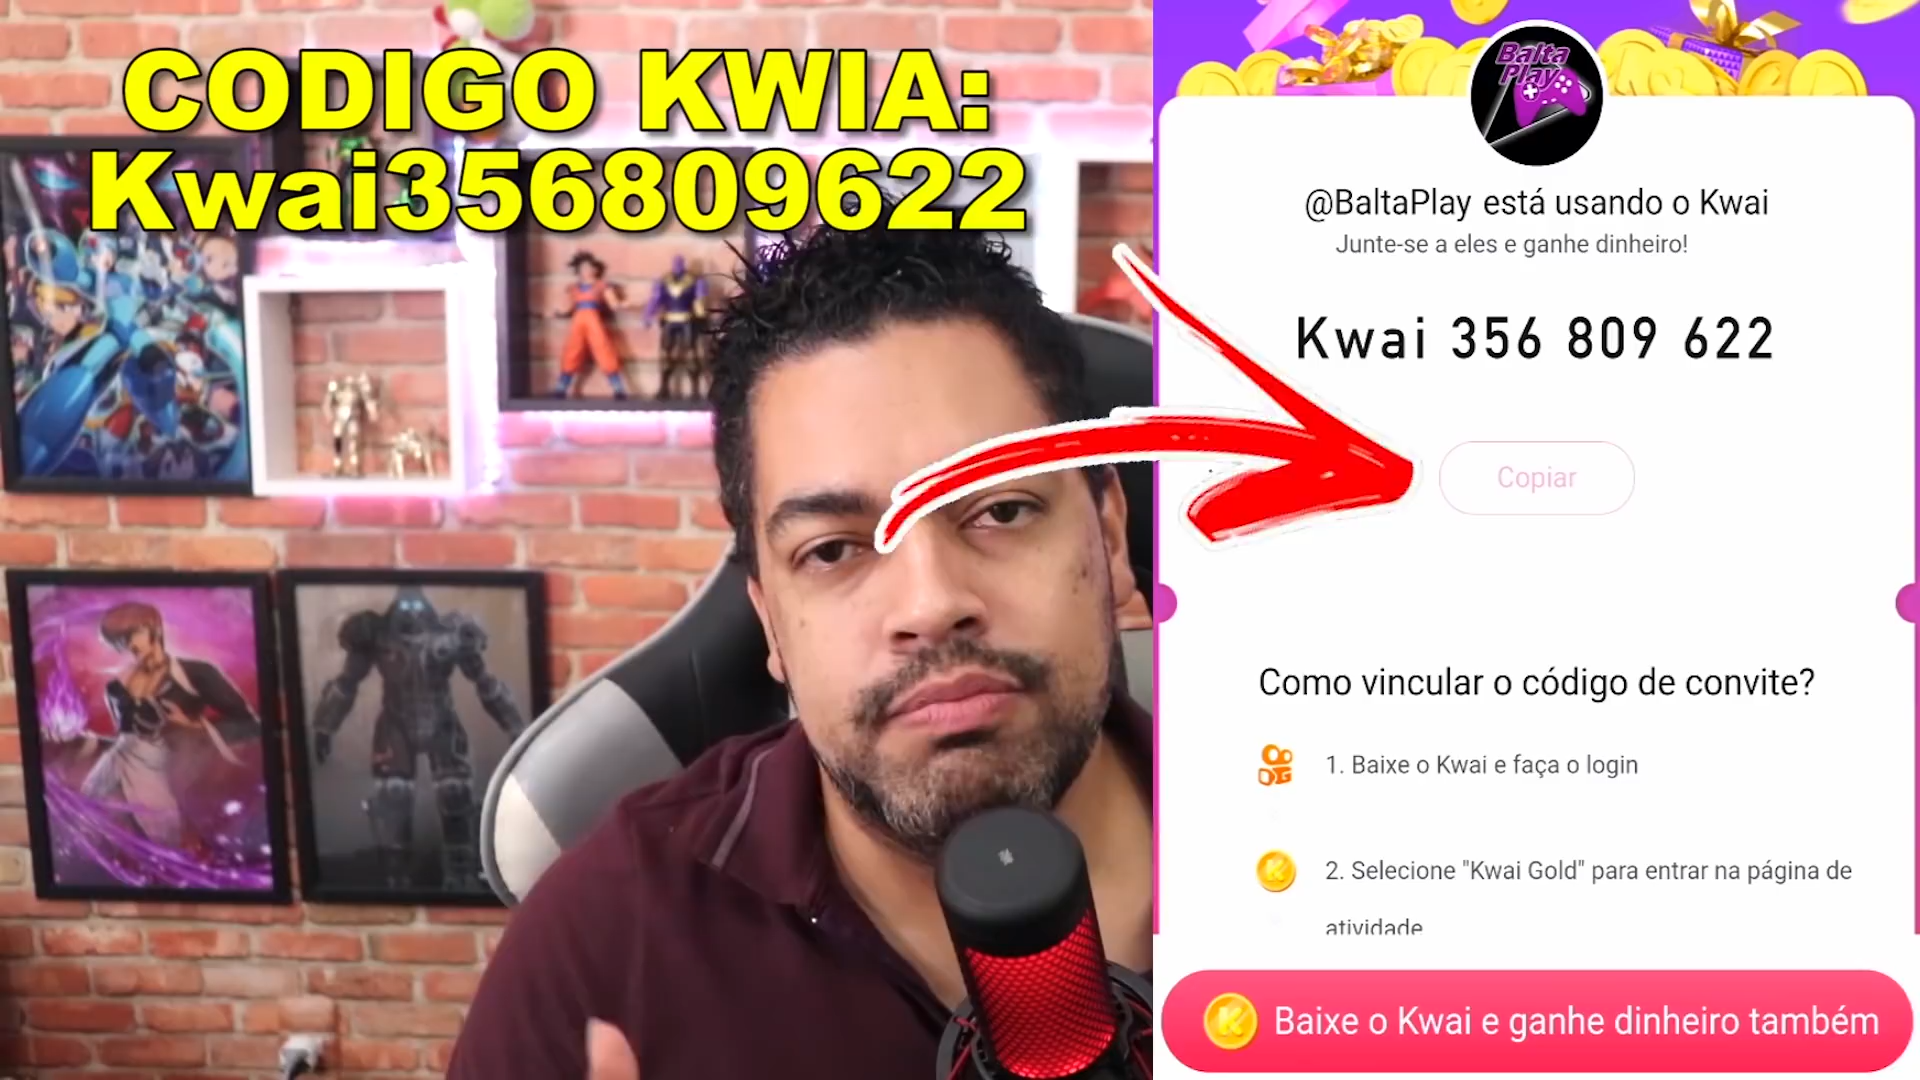 CODIGO KWIA:
Kwai356809622
Balta
Play
@BaltaPlay está usando o Kwai
Junte-se a eles e ganhe dinheiro!
Kwai 356 809 622
Copiar
Como vincular o código de convite?
1. Baixe o Kwai e faça o login
2. Selecione "Kwai Gold" para entrar na página de
atividade
Baixe o Kwai e ganhe dinheiro também